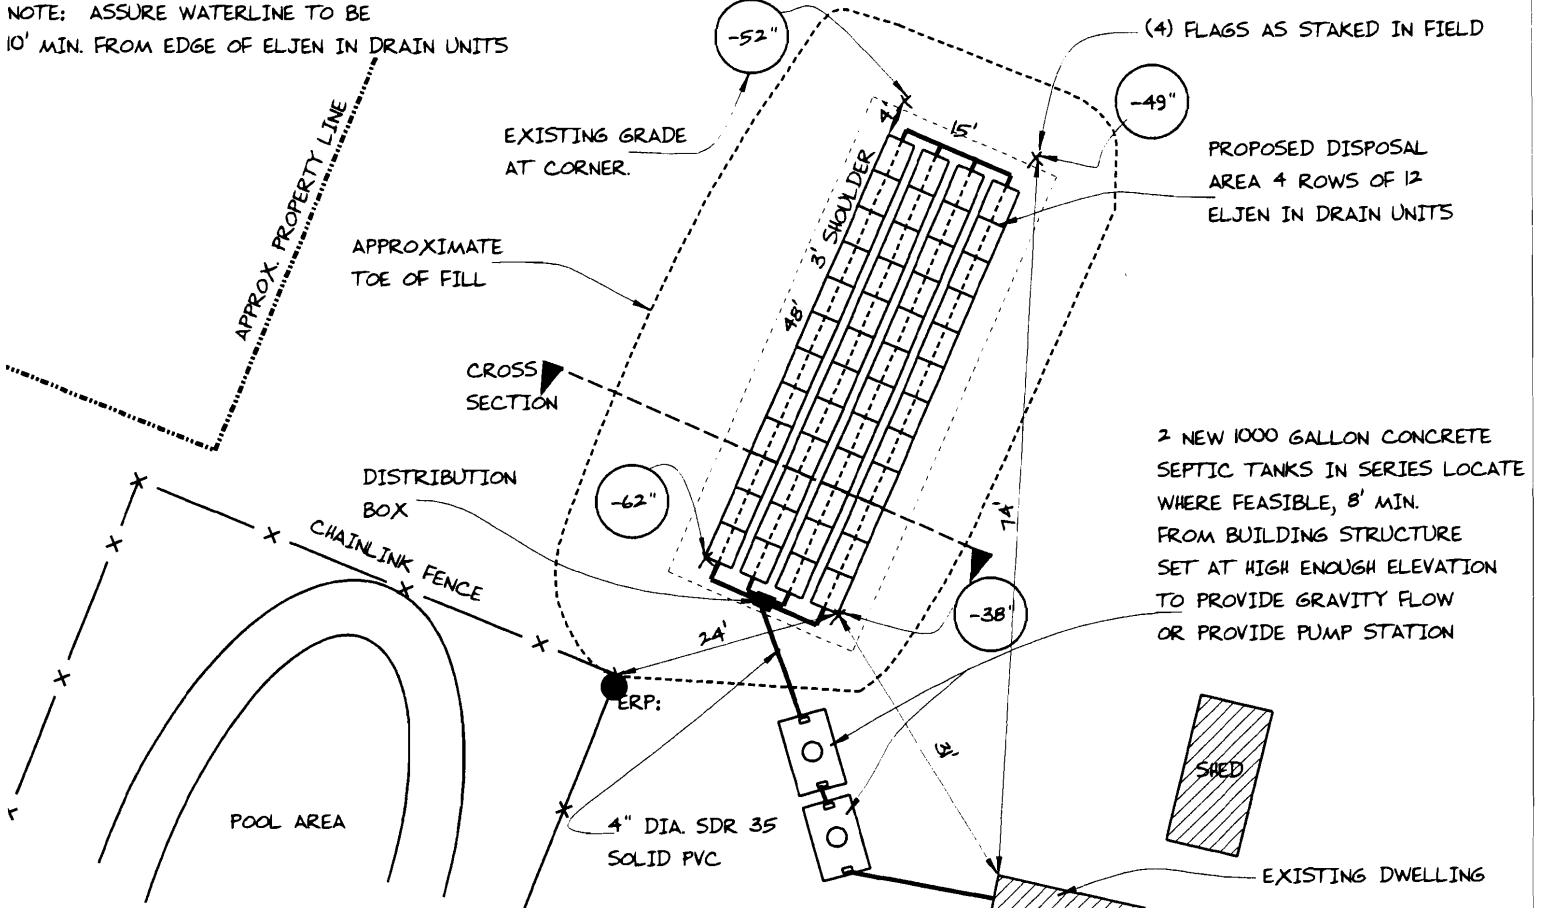 NOTE: ASSURE WATERLINE TO BE
10' MIN. FROM EDGE OF ELJEN IN DRAIN UNITS
-52"
(4) FLAGS AS STAKED IN FIELD
-49"
EXISTING GRADE
AT CORNER.
4'
15'
PROPOSED DISPOSAL
AREA 4 ROWS OF 12
ELJEN IN DRAIN UNITS
APPROX. PROPERTY LINE
3' SHOULDER
APPROXIMATE
TOE OF FILL
48'
CROSS
SECTION
2 NEW 1000 GALLON CONCRETE
SEPTIC TANKS IN SERIES LOCATE
WHERE FEASIBLE, 8' MIN.
FROM BUILDING STRUCTURE
SET AT HIGH ENOUGH ELEVATION
TO PROVIDE GRAVITY FLOW
OR PROVIDE PUMP STATION
DISTRIBUTION
BOX
-62"
74'
CHAINLINK FENCE
-38'
24'
ERP:
31'
SHED
POOL AREA
4" DIA. SDR 35
SOLID PVC
EXISTING DWELLING